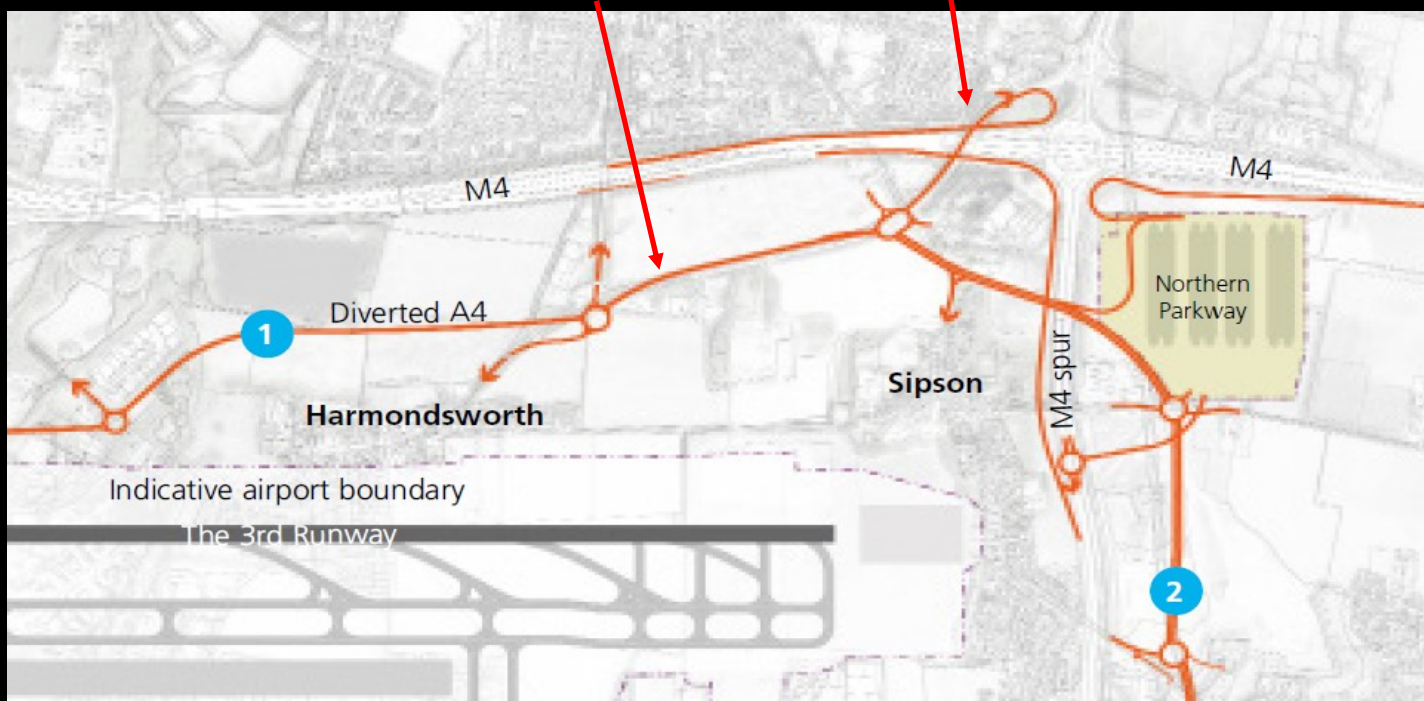 M4
M4
Northern
Parkway
Diverted A4
1
M4 spur
Sipson
Harmondsworth
Indicative airport boundary
The 3rd Runway
2